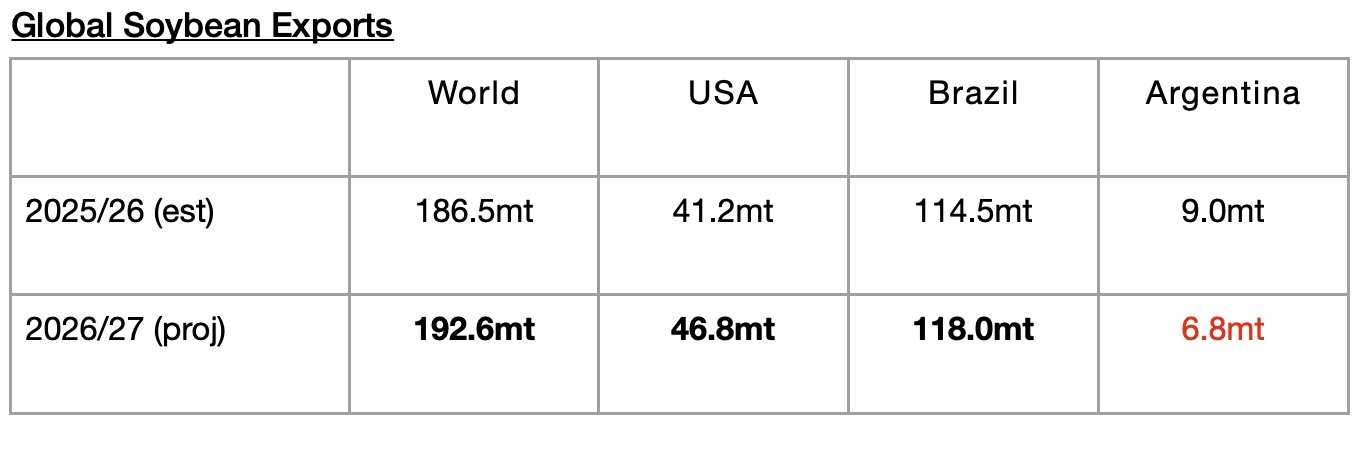 Global Soybean Exports
World USA Brazil Argentina
2025/26 (est) 186.5mt 41.2mt 114.5mt 9.0mt
2026/27 (proj) 192.6mt 46.8mt 118.0mt 6.8mt